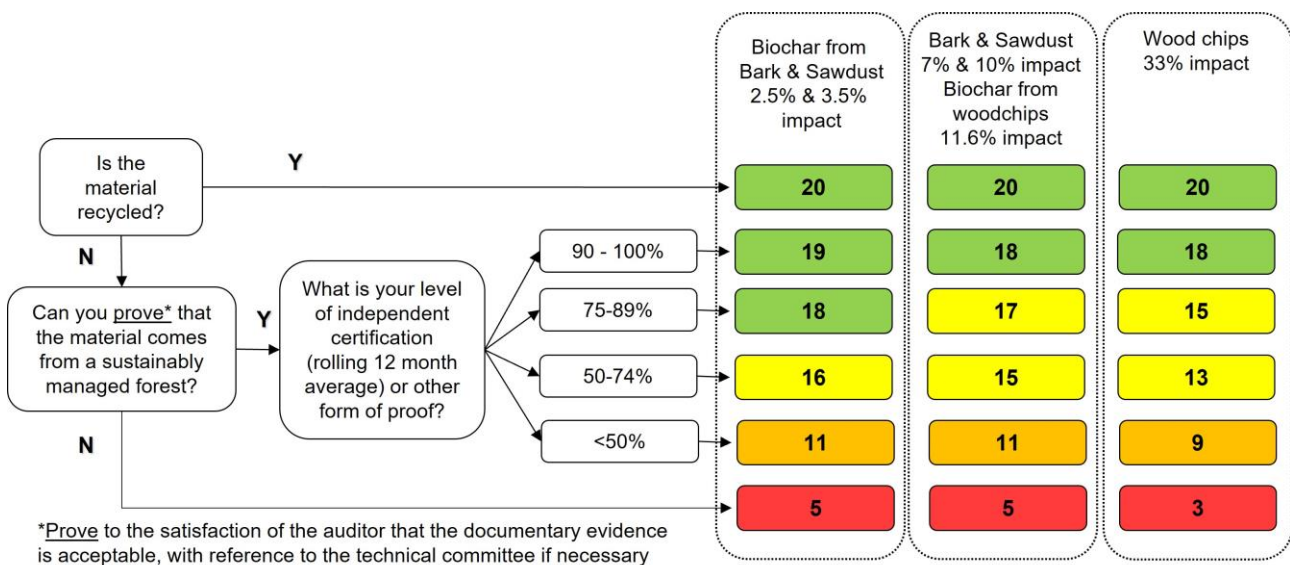 Biochar from
Bark & Sawdust
2.5% & 3.5%
impact
Bark & Sawdust
7% & 10% impact
Biochar from
woodchips
11.6% impact
Wood chips
33% impact
Is the
material
recycled?
Y
20
20
20
N
90 - 100%
19
18
18
Can you prove* that
the material comes
from a sustainably
managed forest?
Y
What is your level
of independent
certification
(rolling 12 month
average) or other
form of proof?
75-89%
18
17
15
50-74%
16
15
13
<50%
11
11
9
N
5
5
3
*Prove to the satisfaction of the auditor that the documentary evidence
is acceptable, with reference to the technical committee if necessary